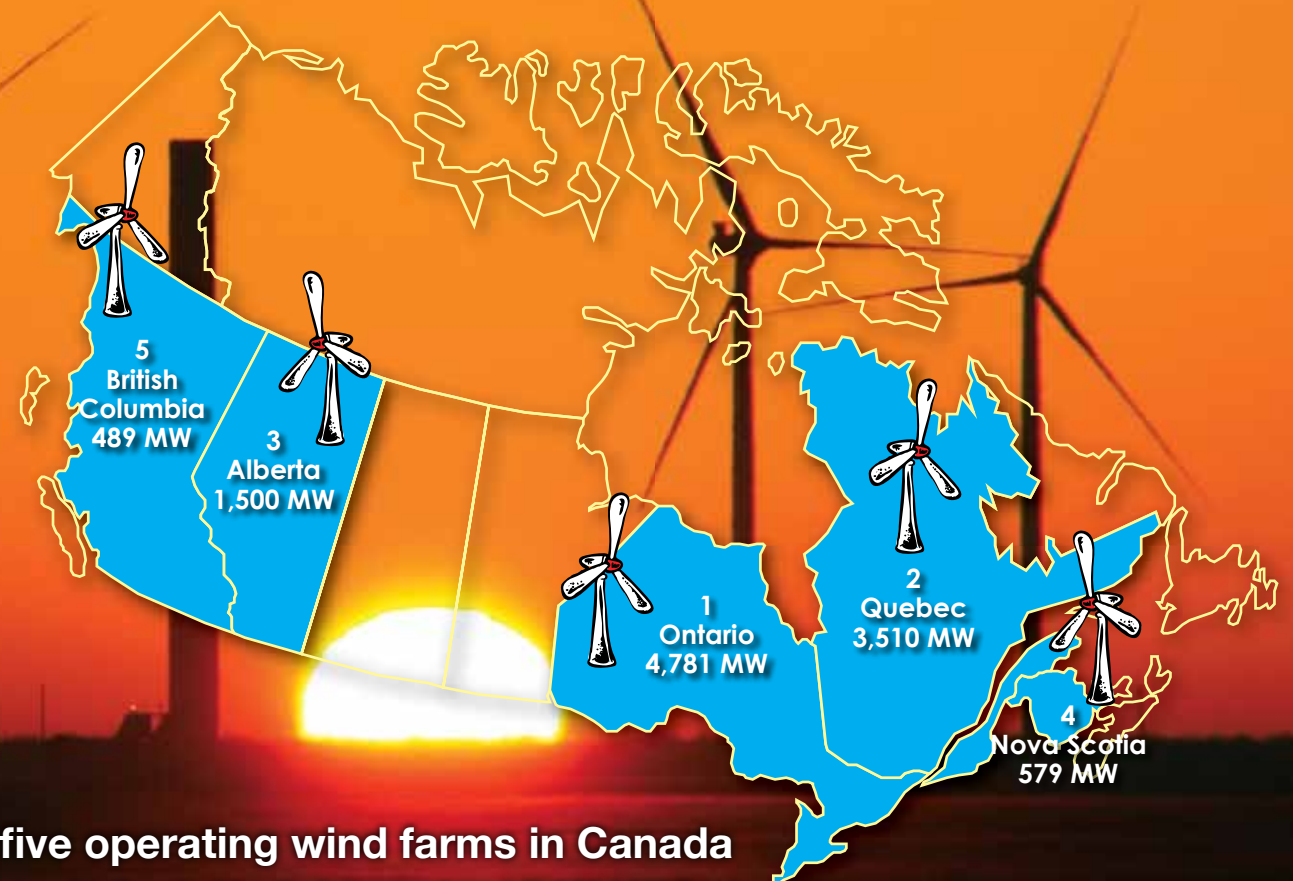 5
British
Columbia
489 MW
3
Alberta
1,500 MW
1
Ontario
4,781 MW
2
Quebec
3,510 MW
4
Nova Scotia
579 MW
five operating wind farms in Canada